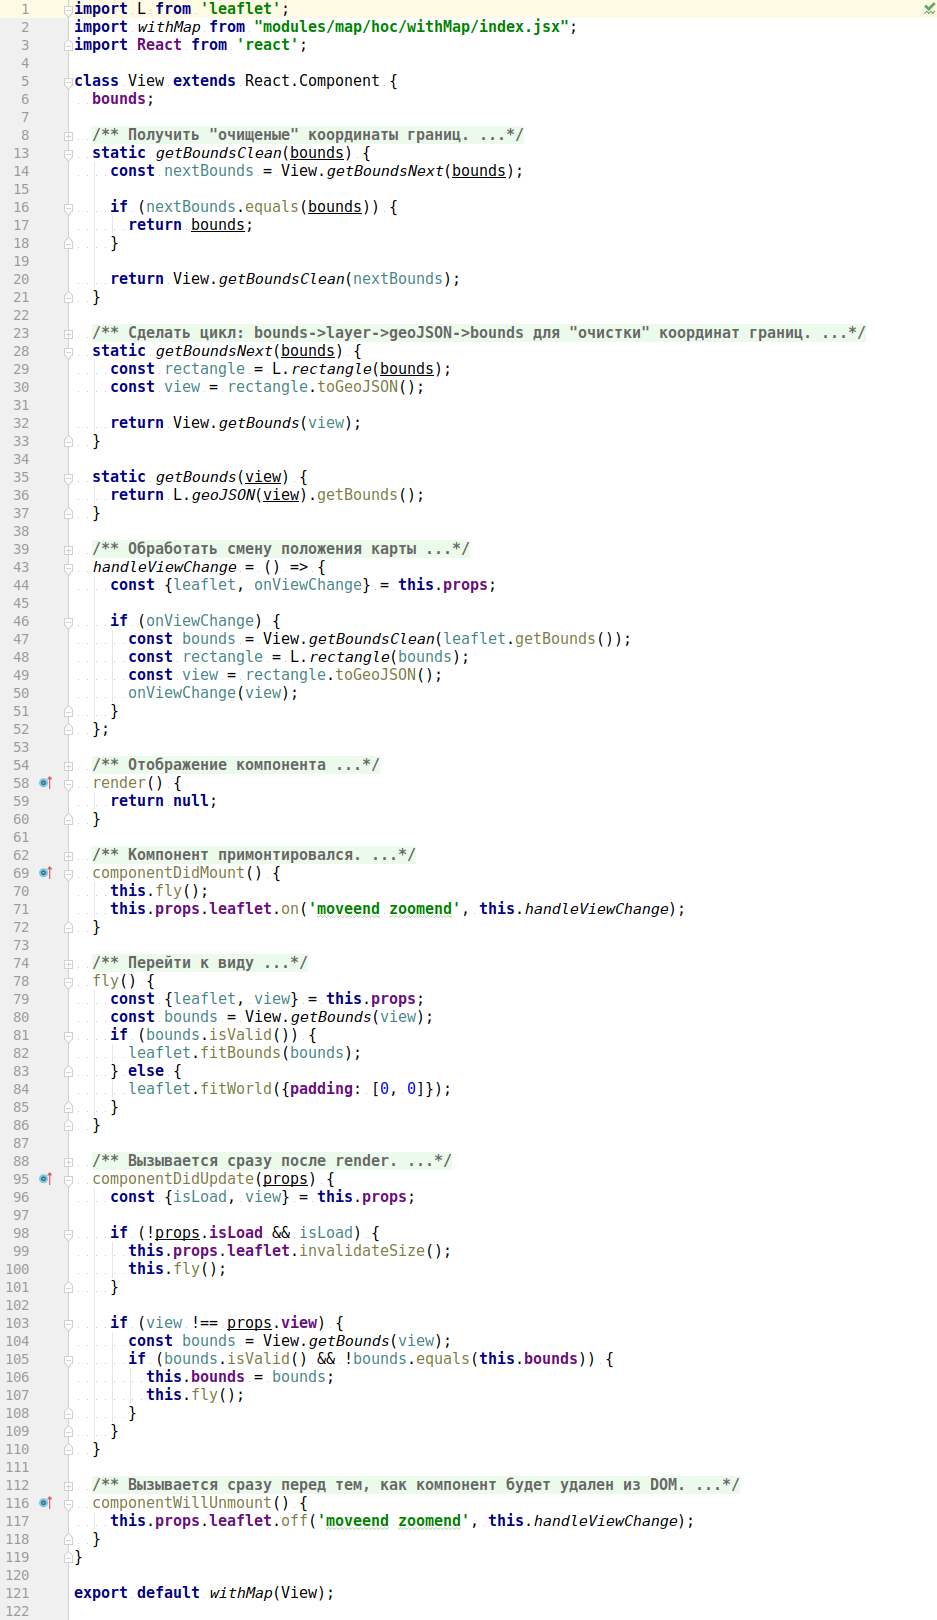 1 import L from 'leaflet';
2 import withMap from "modules/map/hoc/withMap/index.jsx";
3 import React from 'react';
4
5 class View extends React.Component {
6 bounds;
7
8 /** Получить "очищеные" координаты границ. ...*/
13 static getBoundsClean(bounds) {
14 const nextBounds = View.getBoundsNext(bounds);
15
16 if (nextBounds.equals(bounds)) {
17 return bounds;
18 }
19
20 return View.getBoundsClean(nextBounds);
21 }
22
23 /** Сделать цикл: bounds->layer->geoJSON->bounds для "очистки" координат границ. ...*/
28 static getBoundsNext(bounds) {
29 const rectangle = L.rectangle(bounds);
30 const view = rectangle.toGeoJSON();
31
32 return View.getBounds(view);
33 }
34
35 static getBounds(view) {
36 return L.geoJSON(view).getBounds();
37 }
38
39 /** Обработать смену положения карты ...*/
43 handleViewChange = () => {
44 const {leaflet, onViewChange} = this.props;
45
46 if (onViewChange) {
47 const bounds = View.getBoundsClean(leaflet.getBounds());
48 const rectangle = L.rectangle(bounds);
49 const view = rectangle.toGeoJSON();
50 onViewChange(view);
51 }
52 };
53
54 /** Отображение компонента ...*/
58 render() {
59 return null;
60 }
61
62 /** Компонент примонтировался. ...*/
69 componentDidMount() {
70 this.fly();
71 this.props.leaflet.on('moveend zoomend', this.handleViewChange);
72 }
73
74 /** Перейти к виду ...*/
78 fly() {
79 const {leaflet, view} = this.props;
80 const bounds = View.getBounds(view);
81 if (bounds.isValid()) {
82 leaflet.fitBounds(bounds);
83 } else {
84 leaflet.fitWorld({padding: [0, 0]});
85 }
86 }
87
88 /** Вызывается сразу после render. ...*/
95 componentDidUpdate(props) {
96 const {isLoad, view} = this.props;
97
98 if (!props.isLoad && isLoad) {
99 this.props.leaflet.invalidateSize();
100 this.fly();
101 }
102
103 if (view !== props.view) {
104 const bounds = View.getBounds(view);
105 if (bounds.isValid() && !bounds.equals(this.bounds)) {
106 this.bounds = bounds;
107 this.fly();
108 }
109 }
110 }
111
112 /** Вызывается сразу перед тем, как компонент будет удален из DOM. ...*/
116 componentWillUnmount() {
117 this.props.leaflet.off('moveend zoomend', this.handleViewChange);
118 }
119 }
120
121 export default withMap(View);
122